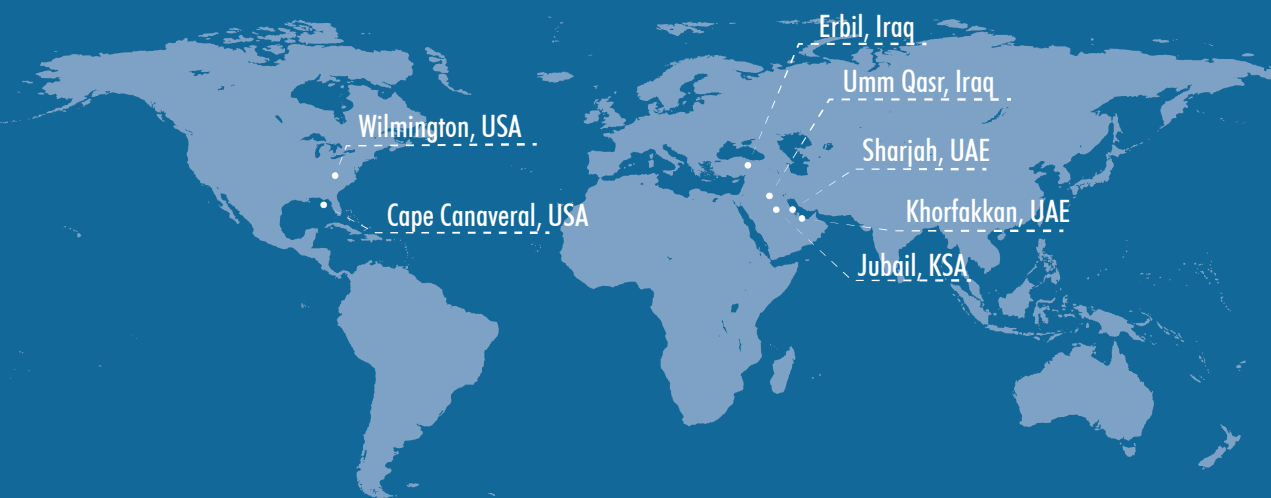 Erbil, Iraq
Umm Qasr, Iraq
Wilmington, USA
Sharjah, UAE
Cape Canaveral, USA
Khorfakkan, UAE
Jubail, KSA